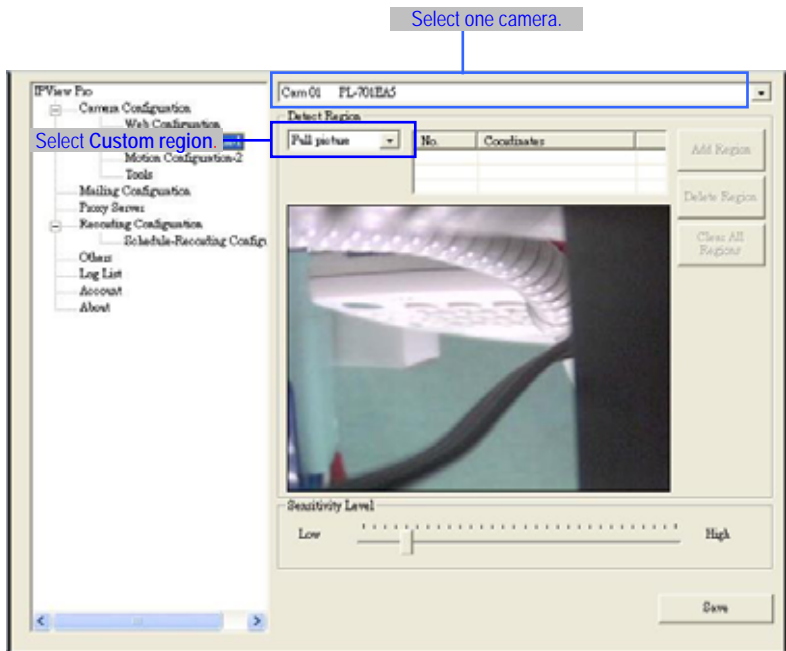 Select one camera.
IPView Pro
Camera Configuration
Web Configuration
Select Custom region.
Motion Configuration-2
Tools
Mailing Configuration
Proxy Server
Recording Configuration
Schedule-Recording Config
Others
Log List
Account
About
Cam 01 PL-701EA5
Detect Region
Full picture
No. Coordinates
Add Region
Delete Region
Clear All
Regions
Sensitivity Level
Low
High
Save